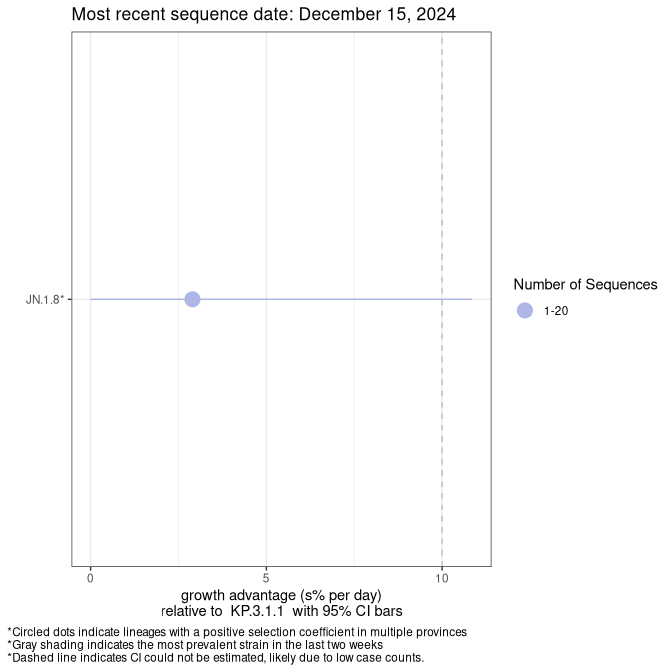 Most recent sequence date: December 15, 2024
JN.1.8*
Number of Sequences
1-20
0 5 10
growth advantage (s% per day)
relative to KP.3.1.1 with 95% CI bars
*Circled dots indicate lineages with a positive selection coefficient in multiple provinces
*Gray shading indicates the most prevalent strain in the last two weeks
*Dashed line indicates CI could not be estimated, likely due to low case counts.